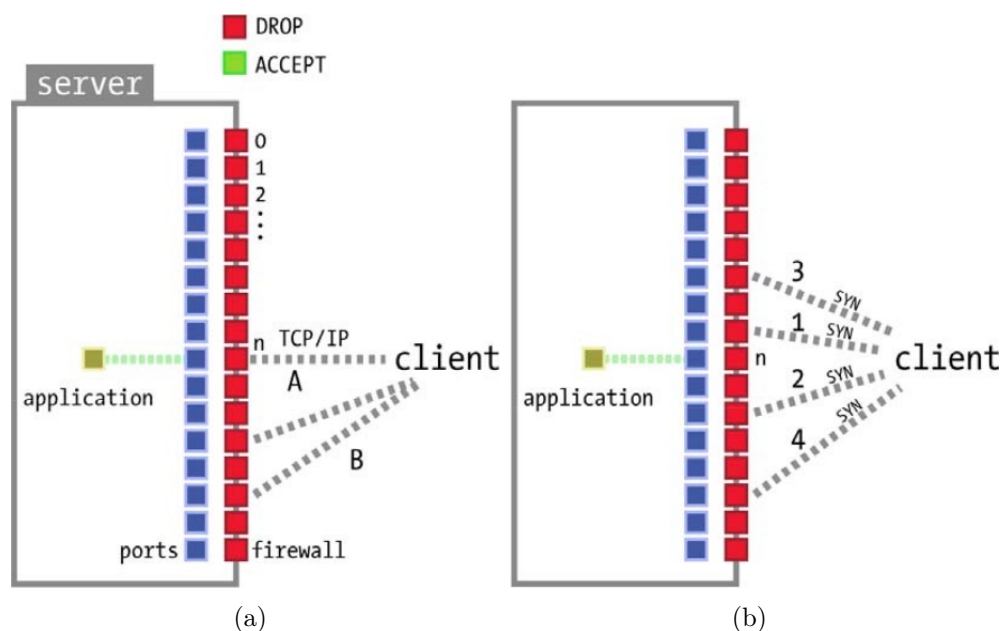 DROP
ACCEPT
server
0
1
2
⋮
n TCP/IP
A
client
application
B
ports
firewall
(a)
3
SYN
1
SYN
n
client
application
2
SYN
4
SYN
(b)